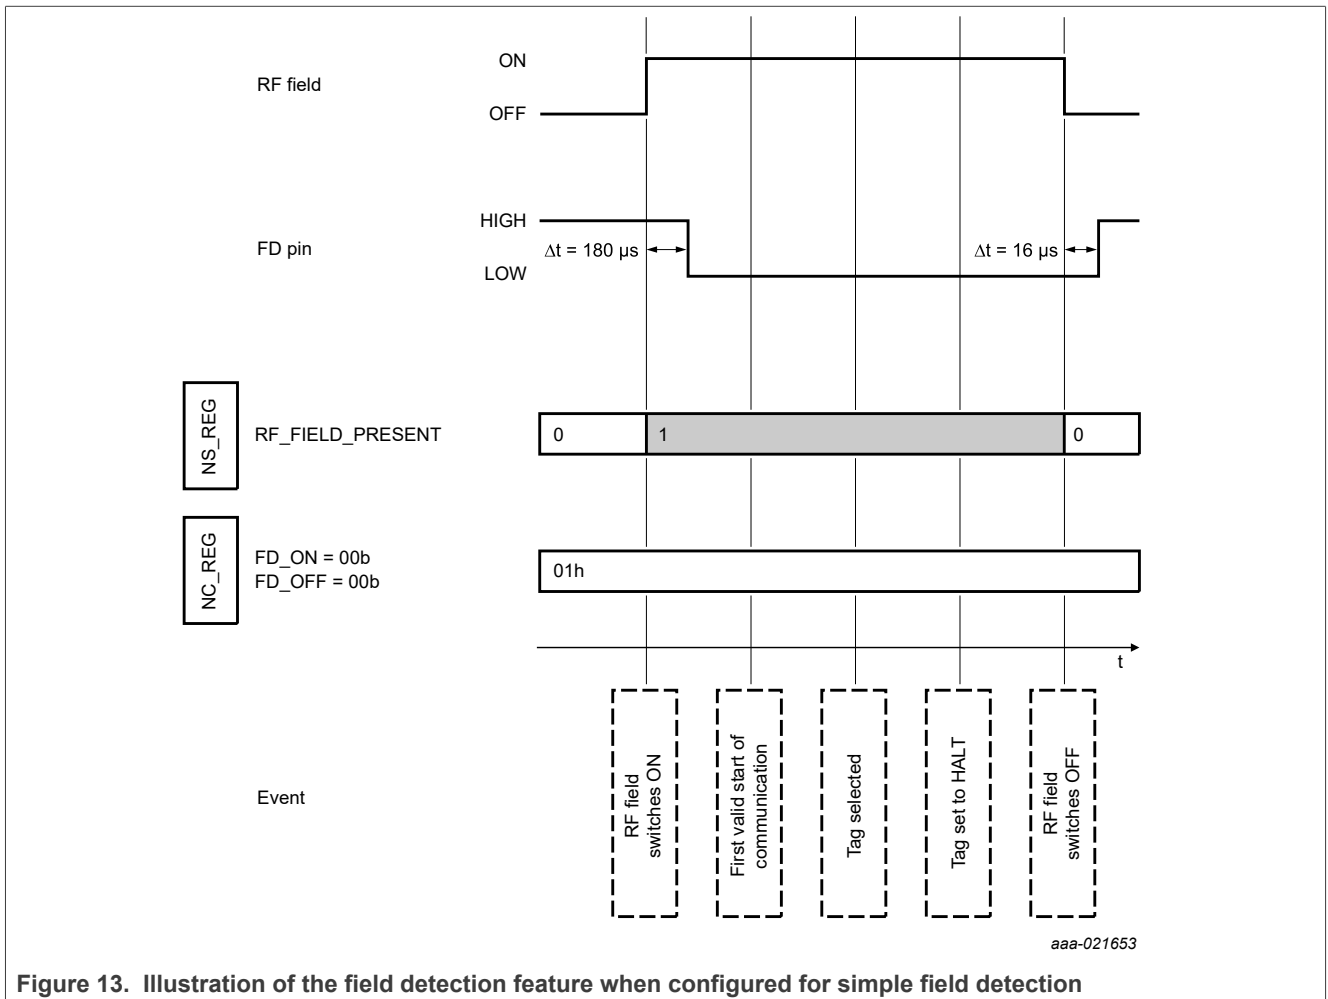 ON
RF field
OFF
HIGH
FD pin
Δt = 180 μs
Δt = 16 μs
LOW
NS_REG
RF_FIELD_PRESENT
0
1
0
NC_REG
FD_ON = 00b
FD_OFF = 00b
01h
t
Event
RF field
switches ON
First valid start of
communication
Tag selected
Tag set to HALT
RF field
switches OFF
aaa-021653
Figure 13. Illustration of the field detection feature when configured for simple field detection